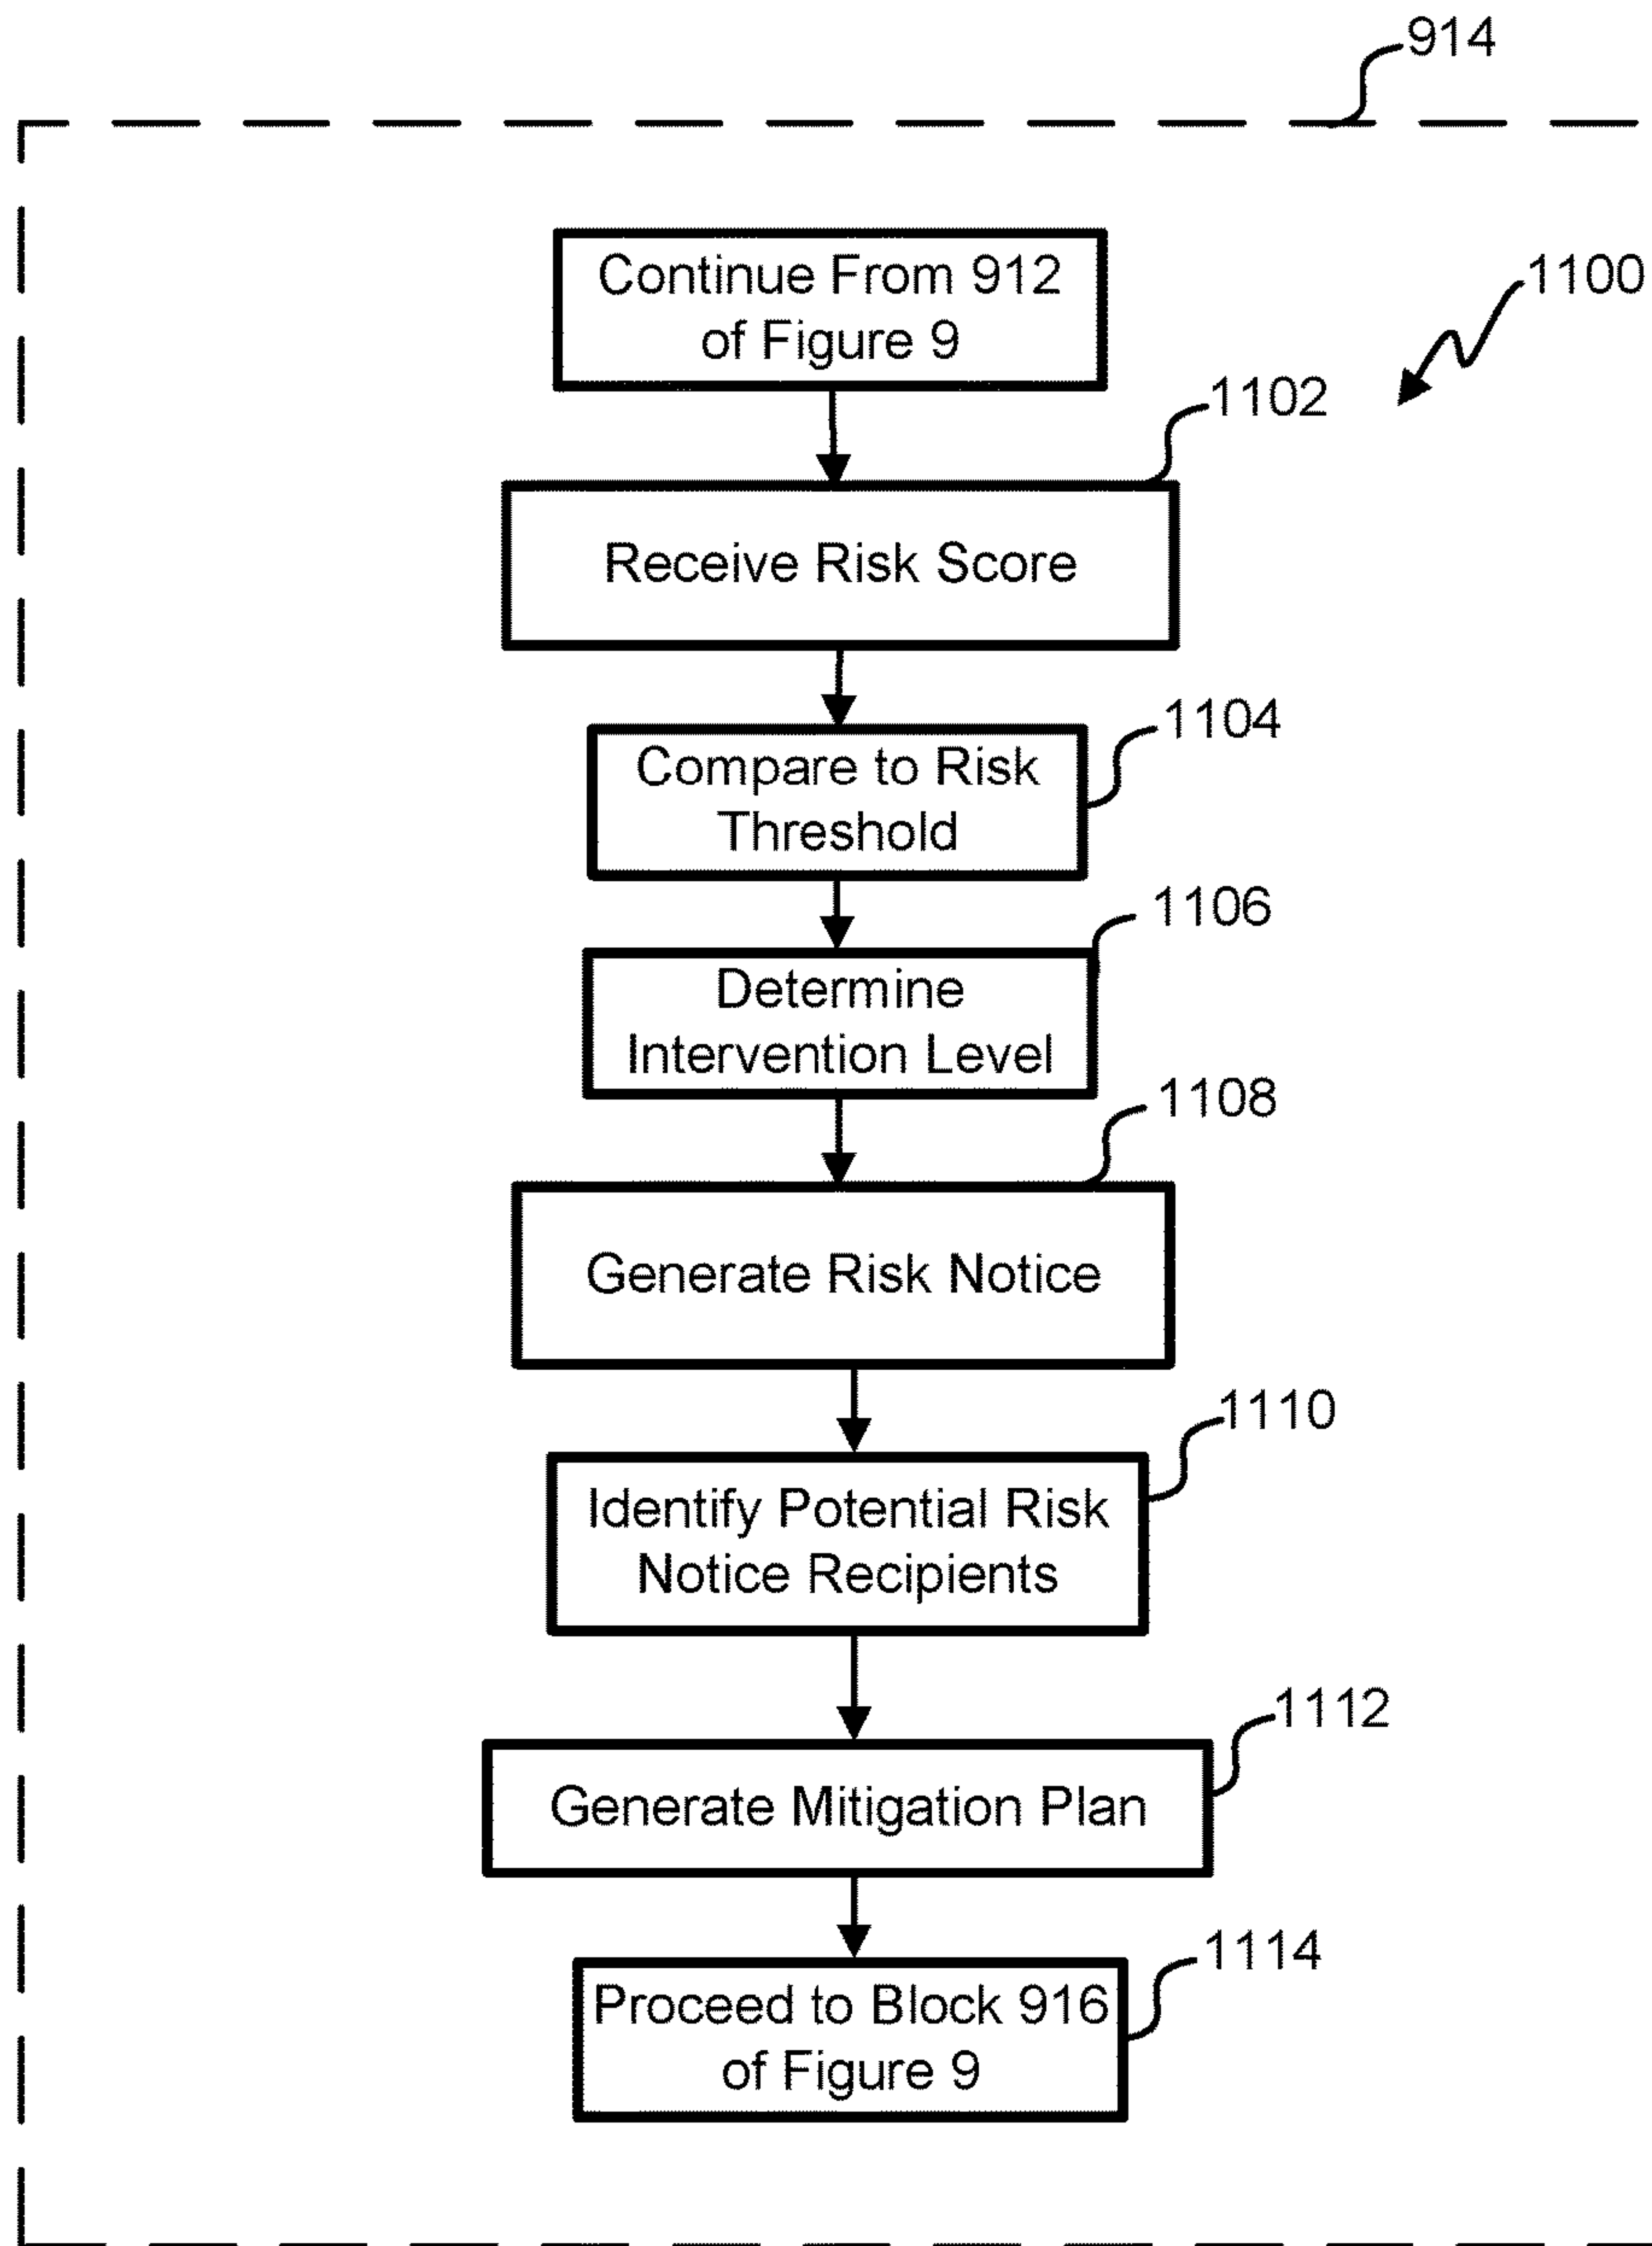 914
Continue From 912
of Figure 9
1100
1102
Receive Risk Score
1104
Compare to Risk
Threshold
1106
Determine
Intervention Level
1108
Generate Risk Notice
1110
Identify Potential Risk
Notice Recipients
1112
Generate Mitigation Plan
1114
Proceed to Block 916
of Figure 9